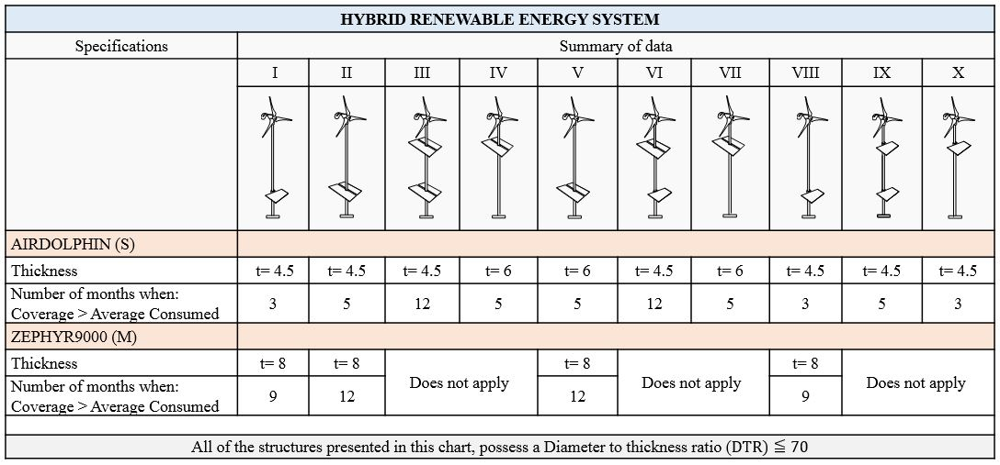 HYBRID RENEWABLE ENERGY SYSTEM
Specifications Summary of data
I II III IV V VI VII VIII IX X
AIRDOLPHIN (S)
Thickness t= 4.5 t= 4.5 t= 4.5 t= 6 t= 6 t= 4.5 t= 6 t= 4.5 t= 4.5 t= 4.5
Number of months when:
Coverage > Average Consumed 3 5 12 5 5 12 5 3 5 3
ZEPHYR9000 (M)
Thickness t= 8 t= 8 Does not apply t= 8 Does not apply t= 8 Does not apply
Number of months when:
Coverage > Average Consumed 9 12 12 9
All of the structures presented in this chart, possess a Diameter to thickness ratio (DTR) ≦ 70